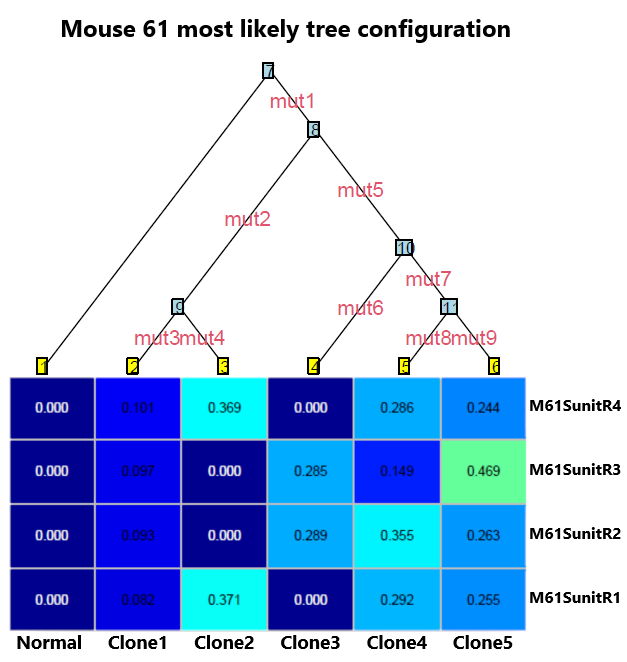 Mouse 61 most likely tree configuration
7
mut1
8
mut5
mut2
10
mut7
9
mut6
11
mut3 mut4 mut8 mut9
1 2 3 4 5 6
0.000 0.101 0.369 0.000 0.286 0.244 M61SunitR4
0.000 0.097 0.000 0.285 0.149 0.469 M61SunitR3
0.000 0.093 0.000 0.289 0.355 0.263 M61SunitR2
0.000 0.082 0.371 0.000 0.292 0.255 M61SunitR1
Normal Clone1 Clone2 Clone3 Clone4 Clone5